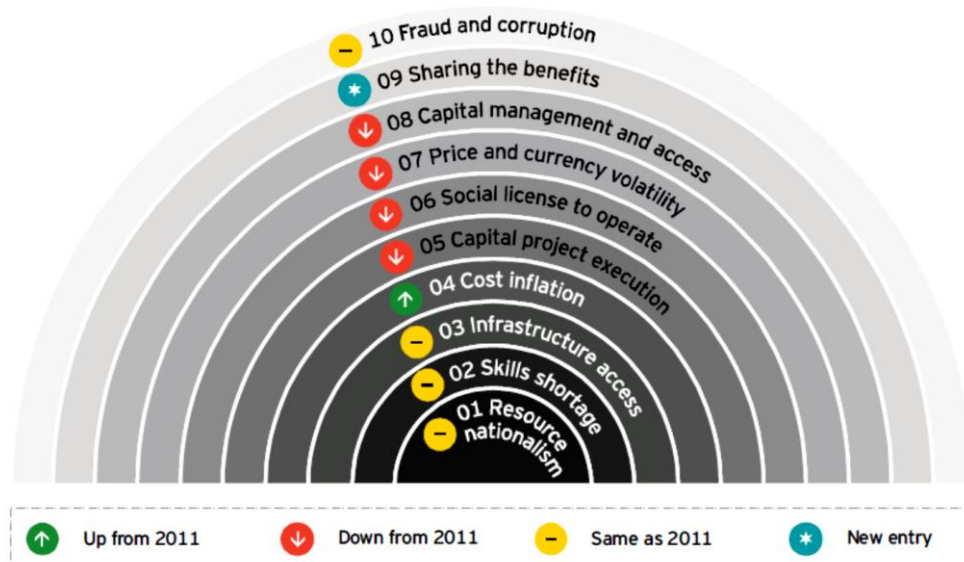 10 Fraud and corruption
09 Sharing the benefits
08 Capital management and access
07 Price and currency volatility
06 Social license to operate
05 Capital project execution
04 Cost inflation
03 Infrastructure access
02 Skills shortage
01 Resource
nationalism
Up from 2011
Down from 2011
Same as 2011
New entry